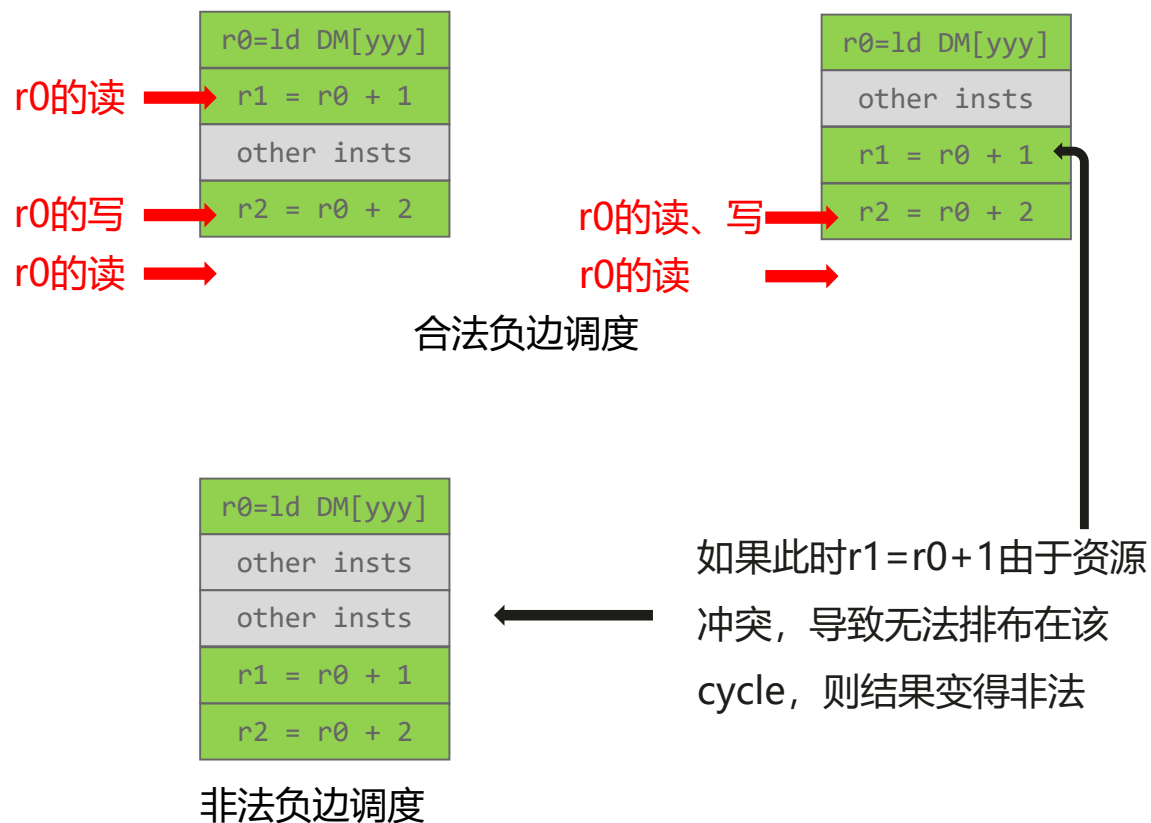 r0=ld DM[yyy]
r0的读
r1 = r0 + 1
other insts
r0的写
r2 = r0 + 2
r0的读
r0=ld DM[yyy]
other insts
r1 = r0 + 1
r0的读、写
r2 = r0 + 2
r0的读
合法负边调度
r0=ld DM[yyy]
other insts
other insts
r1 = r0 + 1
r2 = r0 + 2
非法负边调度
如果此时r1=r0+1由于资源
冲突，导致无法排布在该
cycle，则结果变得非法